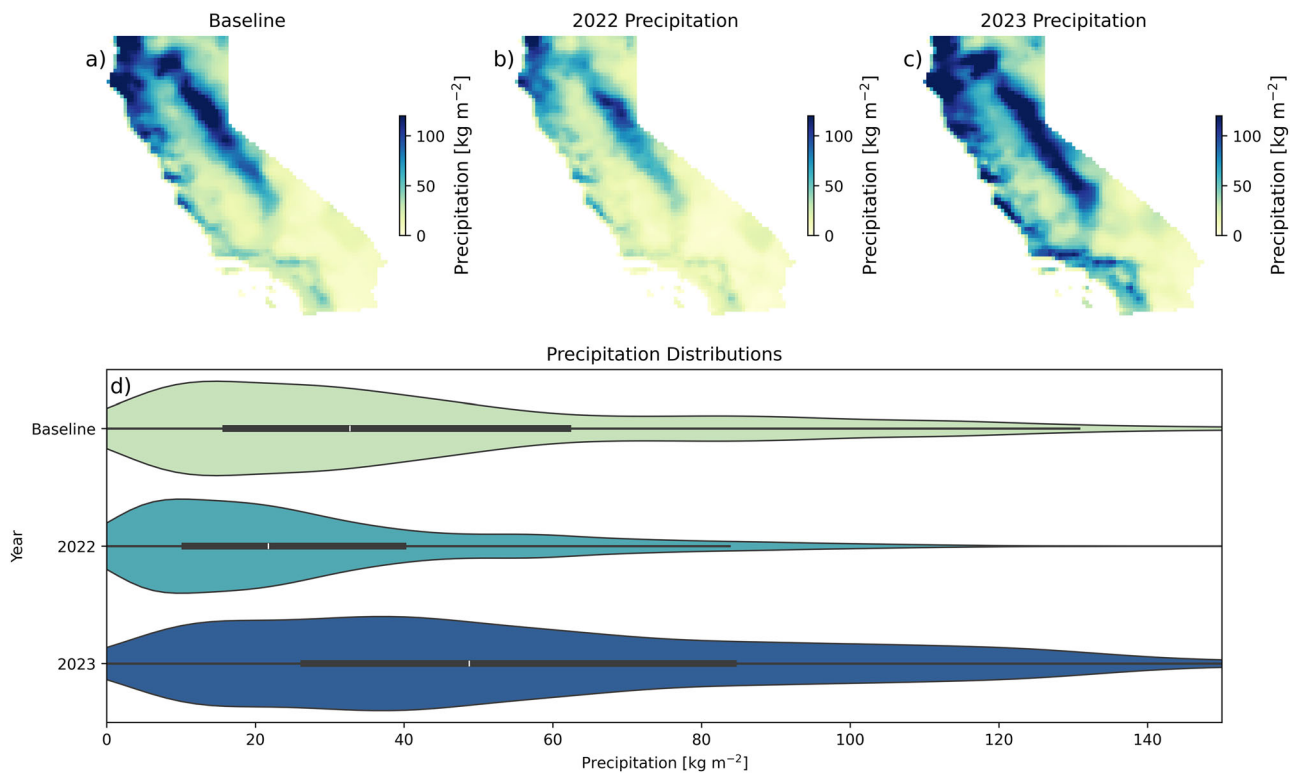 Baseline
2022 Precipitation
2023 Precipitation
a)
b)
c)
100
50
0
Precipitation [kg m⁻²]
100
50
0
Precipitation [kg m⁻²]
100
50
0
Precipitation [kg m⁻²]
Precipitation Distributions
d)
Baseline
2022
2023
Year
0 20 40 60 80 100 120 140
Precipitation [kg m⁻²]